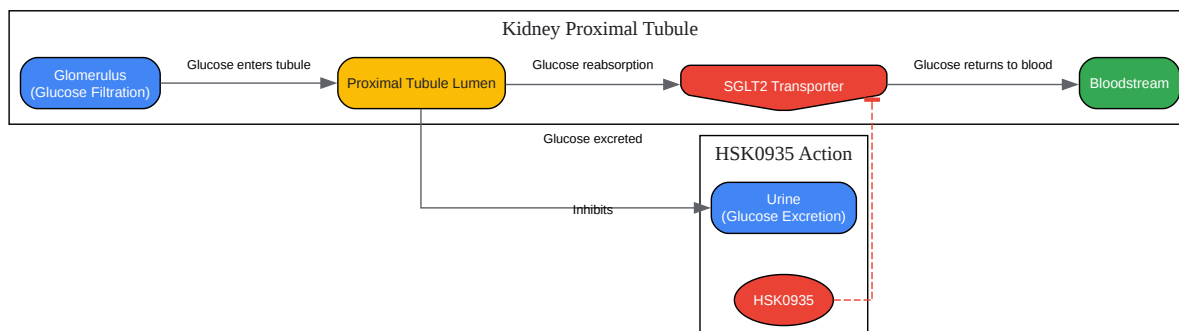 Kidney Proximal Tubule
Glomerulus
(Glucose Filtration)
Glucose enters tubule
Proximal Tubule Lumen
Glucose reabsorption
SGLT2 Transporter
Glucose returns to blood
Bloodstream
Glucose excreted
HSK0935 Action
Urine
(Glucose Excretion)
Inhibits
HSK0935